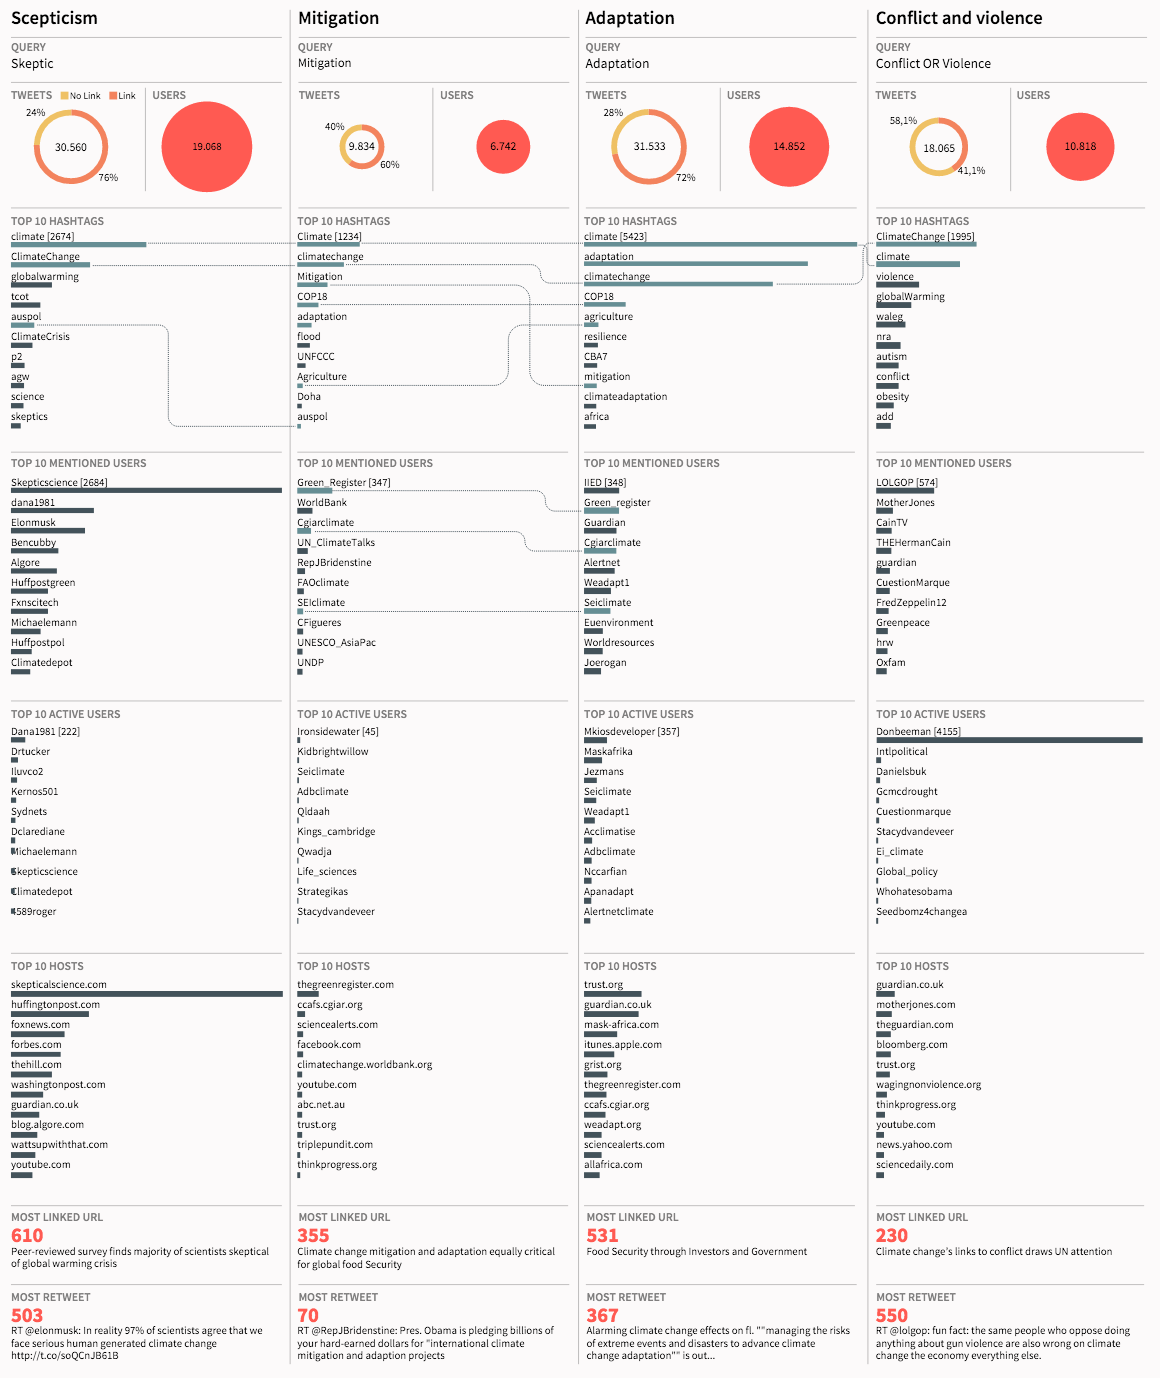 Scepticism
QUERY
Skeptic
TWEETS
No Link
Link
USERS
24%
30.560
76%
19.068
TOP 10 HASHTAGS
climate [2674]
ClimateChange
globalwarming
tcot
auspol
ClimateCrisis
p2
agw
science
skeptics
TOP 10 MENTIONED USERS
Skepticscience [2684]
dana1981
Elonmusk
Bencubby
Algore
Huffpostgreen
Fxnscitech
Michaelemann
Huffpostpol
Climatedepot
TOP 10 ACTIVE USERS
Dana1981 [222]
Drtucker
Iluvco2
Kernos501
Sydnets
Dclarediane
Michaelemann
Skepticscience
Climatedepot
4589roger
TOP 10 HOSTS
skepticalscience.com
huffingtonpost.com
foxnews.com
forbes.com
thehill.com
washingtonpost.com
guardian.co.uk
blog.algore.com
wattsupwiththat.com
youtube.com
MOST LINKED URL
610
Peer-reviewed survey finds majority of scientists skeptical
of global warming crisis
MOST RETWEET
503
RT @elonmusk: In reality 97% of scientists agree that we
face serious human generated climate change
http://t.co/soQCnJB61B
Mitigation
QUERY
Mitigation
TWEETS
USERS
40%
9.834
60%
6.742
TOP 10 HASHTAGS
Climate [1234]
climatechange
Mitigation
COP18
adaptation
flood
UNFCCC
Agriculture
Doha
auspol
TOP 10 MENTIONED USERS
Green_Register [347]
WorldBank
Cgiarclimate
UN_ClimateTalks
RepJBridenstine
FAOclimate
SEIclimate
CFigueres
UNESCO_AsiaPac
UNDP
TOP 10 ACTIVE USERS
Ironsidewater [45]
Kidbrightwillow
Seiclimate
Adbclimate
Qldaah
Kings_cambridge
Qwadja
Life_sciences
Strategikas
Stacydvandeveer
TOP 10 HOSTS
thegreenregister.com
ccafs.cgiar.org
sciencealerts.com
facebook.com
climatechange.worldbank.org
youtube.com
abc.net.au
trust.org
triplepundit.com
thinkprogress.org
MOST LINKED URL
355
Climate change mitigation and adaptation equally critical
for global food Security
MOST RETWEET
70
RT @RepJBridenstine: Pres. Obama is pledging billions of
your hard-earned dollars for "international climate
mitigation and adaption projects
Adaptation
QUERY
Adaptation
TWEETS
USERS
28%
31.533
72%
14.852
TOP 10 HASHTAGS
climate [5423]
adaptation
climatechange
COP18
agriculture
resilience
CBA7
mitigation
climateadaptation
africa
TOP 10 MENTIONED USERS
IIED [348]
Green_register
Guardian
Cgiarclimate
Alertnet
Weadapt1
Seiclimate
Euenvironment
Worldresources
Joerogan
TOP 10 ACTIVE USERS
Mkiosdeveloper [357]
Maskafrika
Jezmans
Seiclimate
Weadapt1
Acclimatise
Adbclimate
Nccarfian
Apanadapt
Alertnetclimate
TOP 10 HOSTS
trust.org
guardian.co.uk
mask-africa.com
itunes.apple.com
grist.org
thegreenregister.com
ccafs.cgiar.org
weadapt.org
sciencealerts.com
allafrica.com
MOST LINKED URL
531
Food Security through Investors and Government
MOST RETWEET
367
Alarming climate change effects on fl. ""managing the risks
of extreme events and disasters to advance climate
change adaptation"" is out...
Conflict and violence
QUERY
Conflict OR Violence
TWEETS
USERS
58,1%
18.065
41,1%
10.818
TOP 10 HASHTAGS
ClimateChange [1995]
climate
violence
globalWarming
waleg
nra
autism
conflict
obesity
add
TOP 10 MENTIONED USERS
LOLGOP [574]
MotherJones
CainTV
THEHermanCain
guardian
CuestionMarque
FredZeppelin12
Greenpeace
hrw
Oxfam
TOP 10 ACTIVE USERS
Donbeeman [4155]
Intlpolitical
Danielsbuk
Gcmcdrought
Cuestionmarque
Stacydvandeveer
Ei_climate
Global_policy
Whohatesobama
Seedbomz4changea
TOP 10 HOSTS
guardian.co.uk
motherjones.com
theguardian.com
bloomberg.com
trust.org
wagingnonviolence.org
thinkprogress.org
youtube.com
news.yahoo.com
sciencedaily.com
MOST LINKED URL
230
Climate change's links to conflict draws UN attention
MOST RETWEET
550
RT @lolgop: fun fact: the same people who oppose doing
anything about gun violence are also wrong on climate
change the economy everything else.